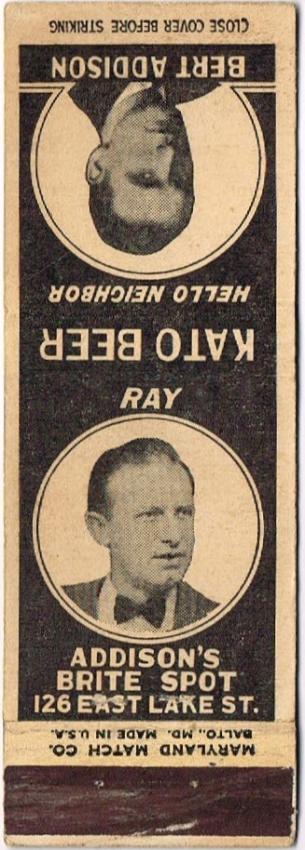 CLOSE COVER BEFORE STRIKING
BERT ADDISON
HELLO NEIGHBOR
KATO BEER
RAY
ADDISON'S
BRITE SPOT
126 EAST LAKE ST.
MARYLAND MATCH CO.
BALTO., MD. MADE IN U.S.A.